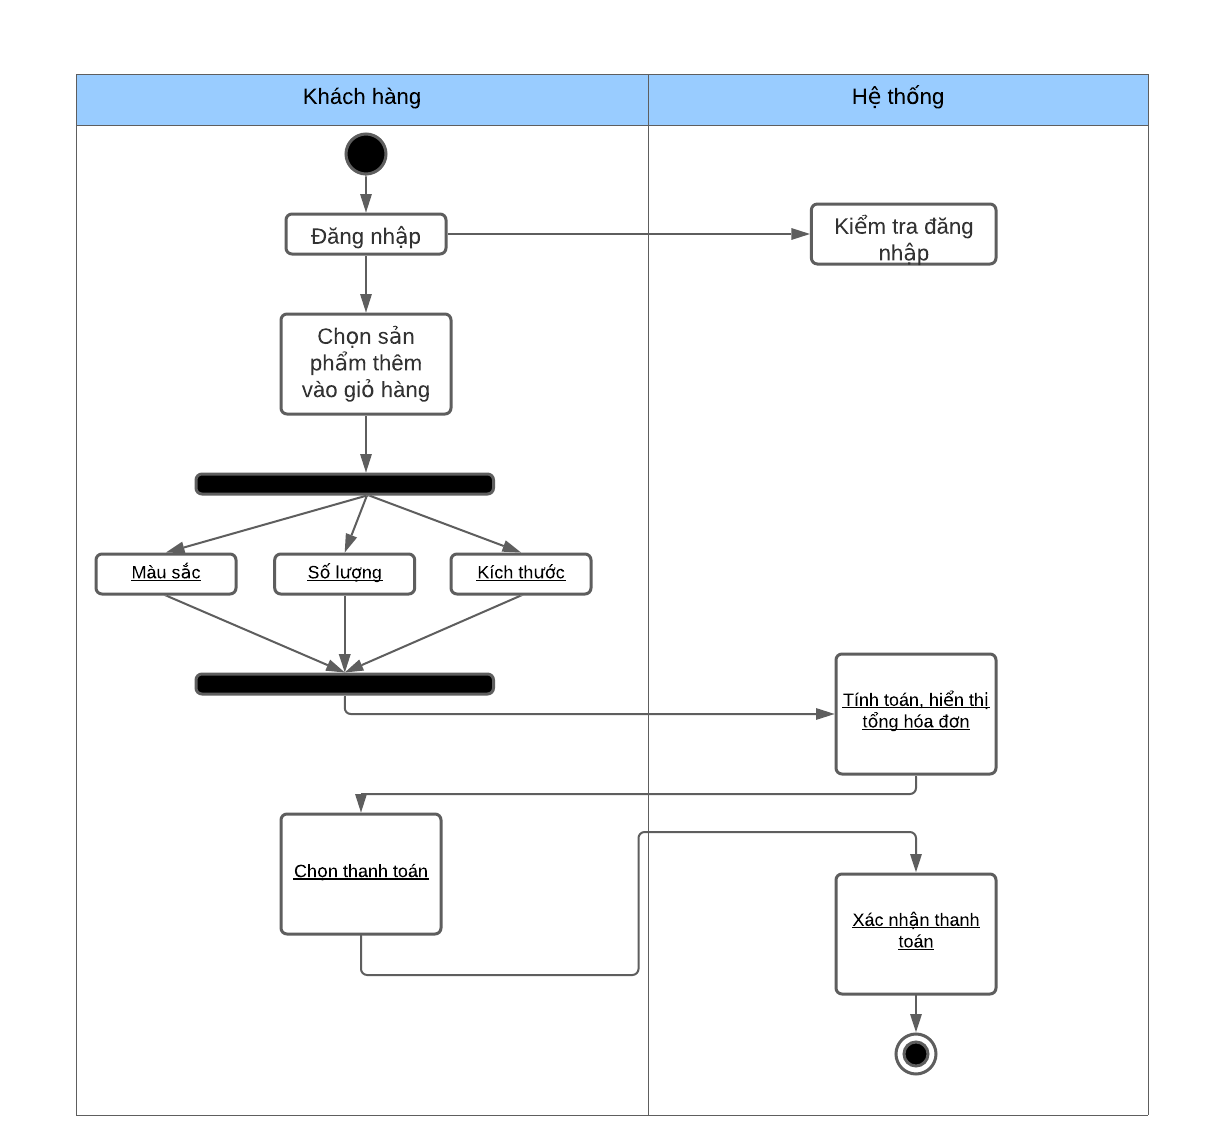 Khách hàng
Hệ thống
Đăng nhập
Kiểm tra đăng
nhập
Chọn sản
phẩm thêm
vào giỏ hàng
Màu sắc
Số lượng
Kích thước
Tính toán, hiển thị
tổng hóa đơn
Chọn thanh toán
Xác nhận thanh
toán